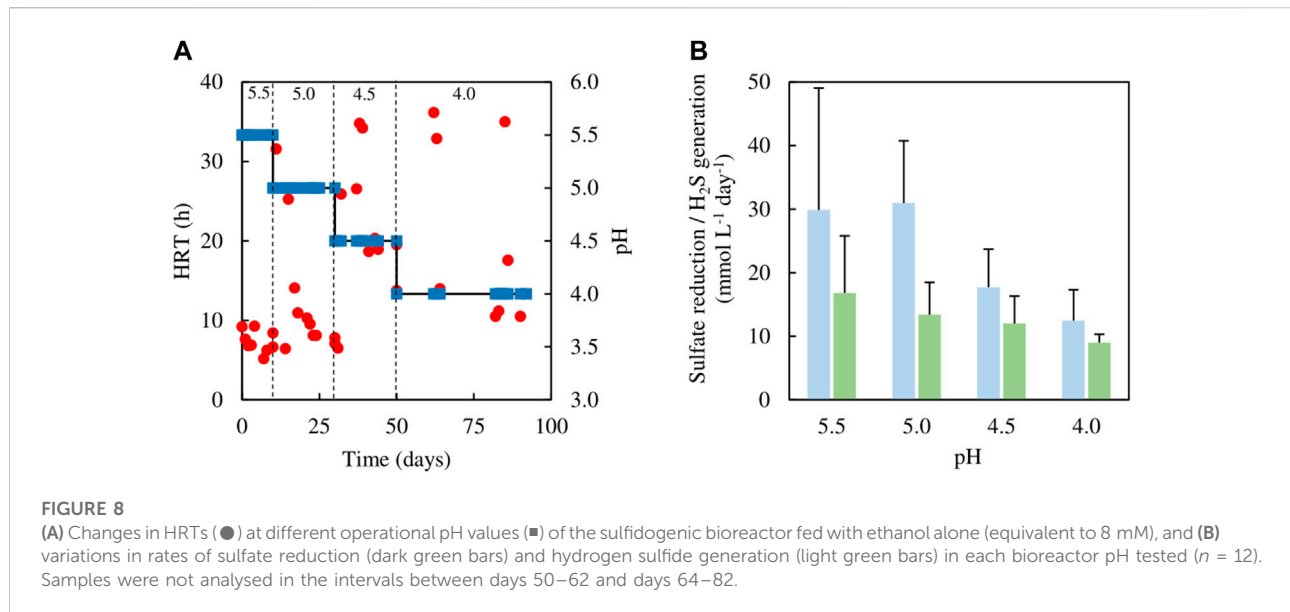 A
B
40
30
20
10
0
HRT (h)
5.5
5.0
4.5
4.0
6.0
5.5
5.0
4.5
4.0
3.5
3.0
pH
0
25
50
75
100
Time (days)
Sulfate reduction / H₂S generation
(mmol L⁻¹ day⁻¹)
50
40
30
20
10
0
5.5
5.0
4.5
4.0
pH
FIGURE 8
(A) Changes in HRTs (●) at different operational pH values (■) of the sulfidogenic bioreactor fed with ethanol alone (equivalent to 8 mM), and (B)
variations in rates of sulfate reduction (dark green bars) and hydrogen sulfide generation (light green bars) in each bioreactor pH tested (n = 12).
Samples were not analysed in the intervals between days 50–62 and days 64–82.